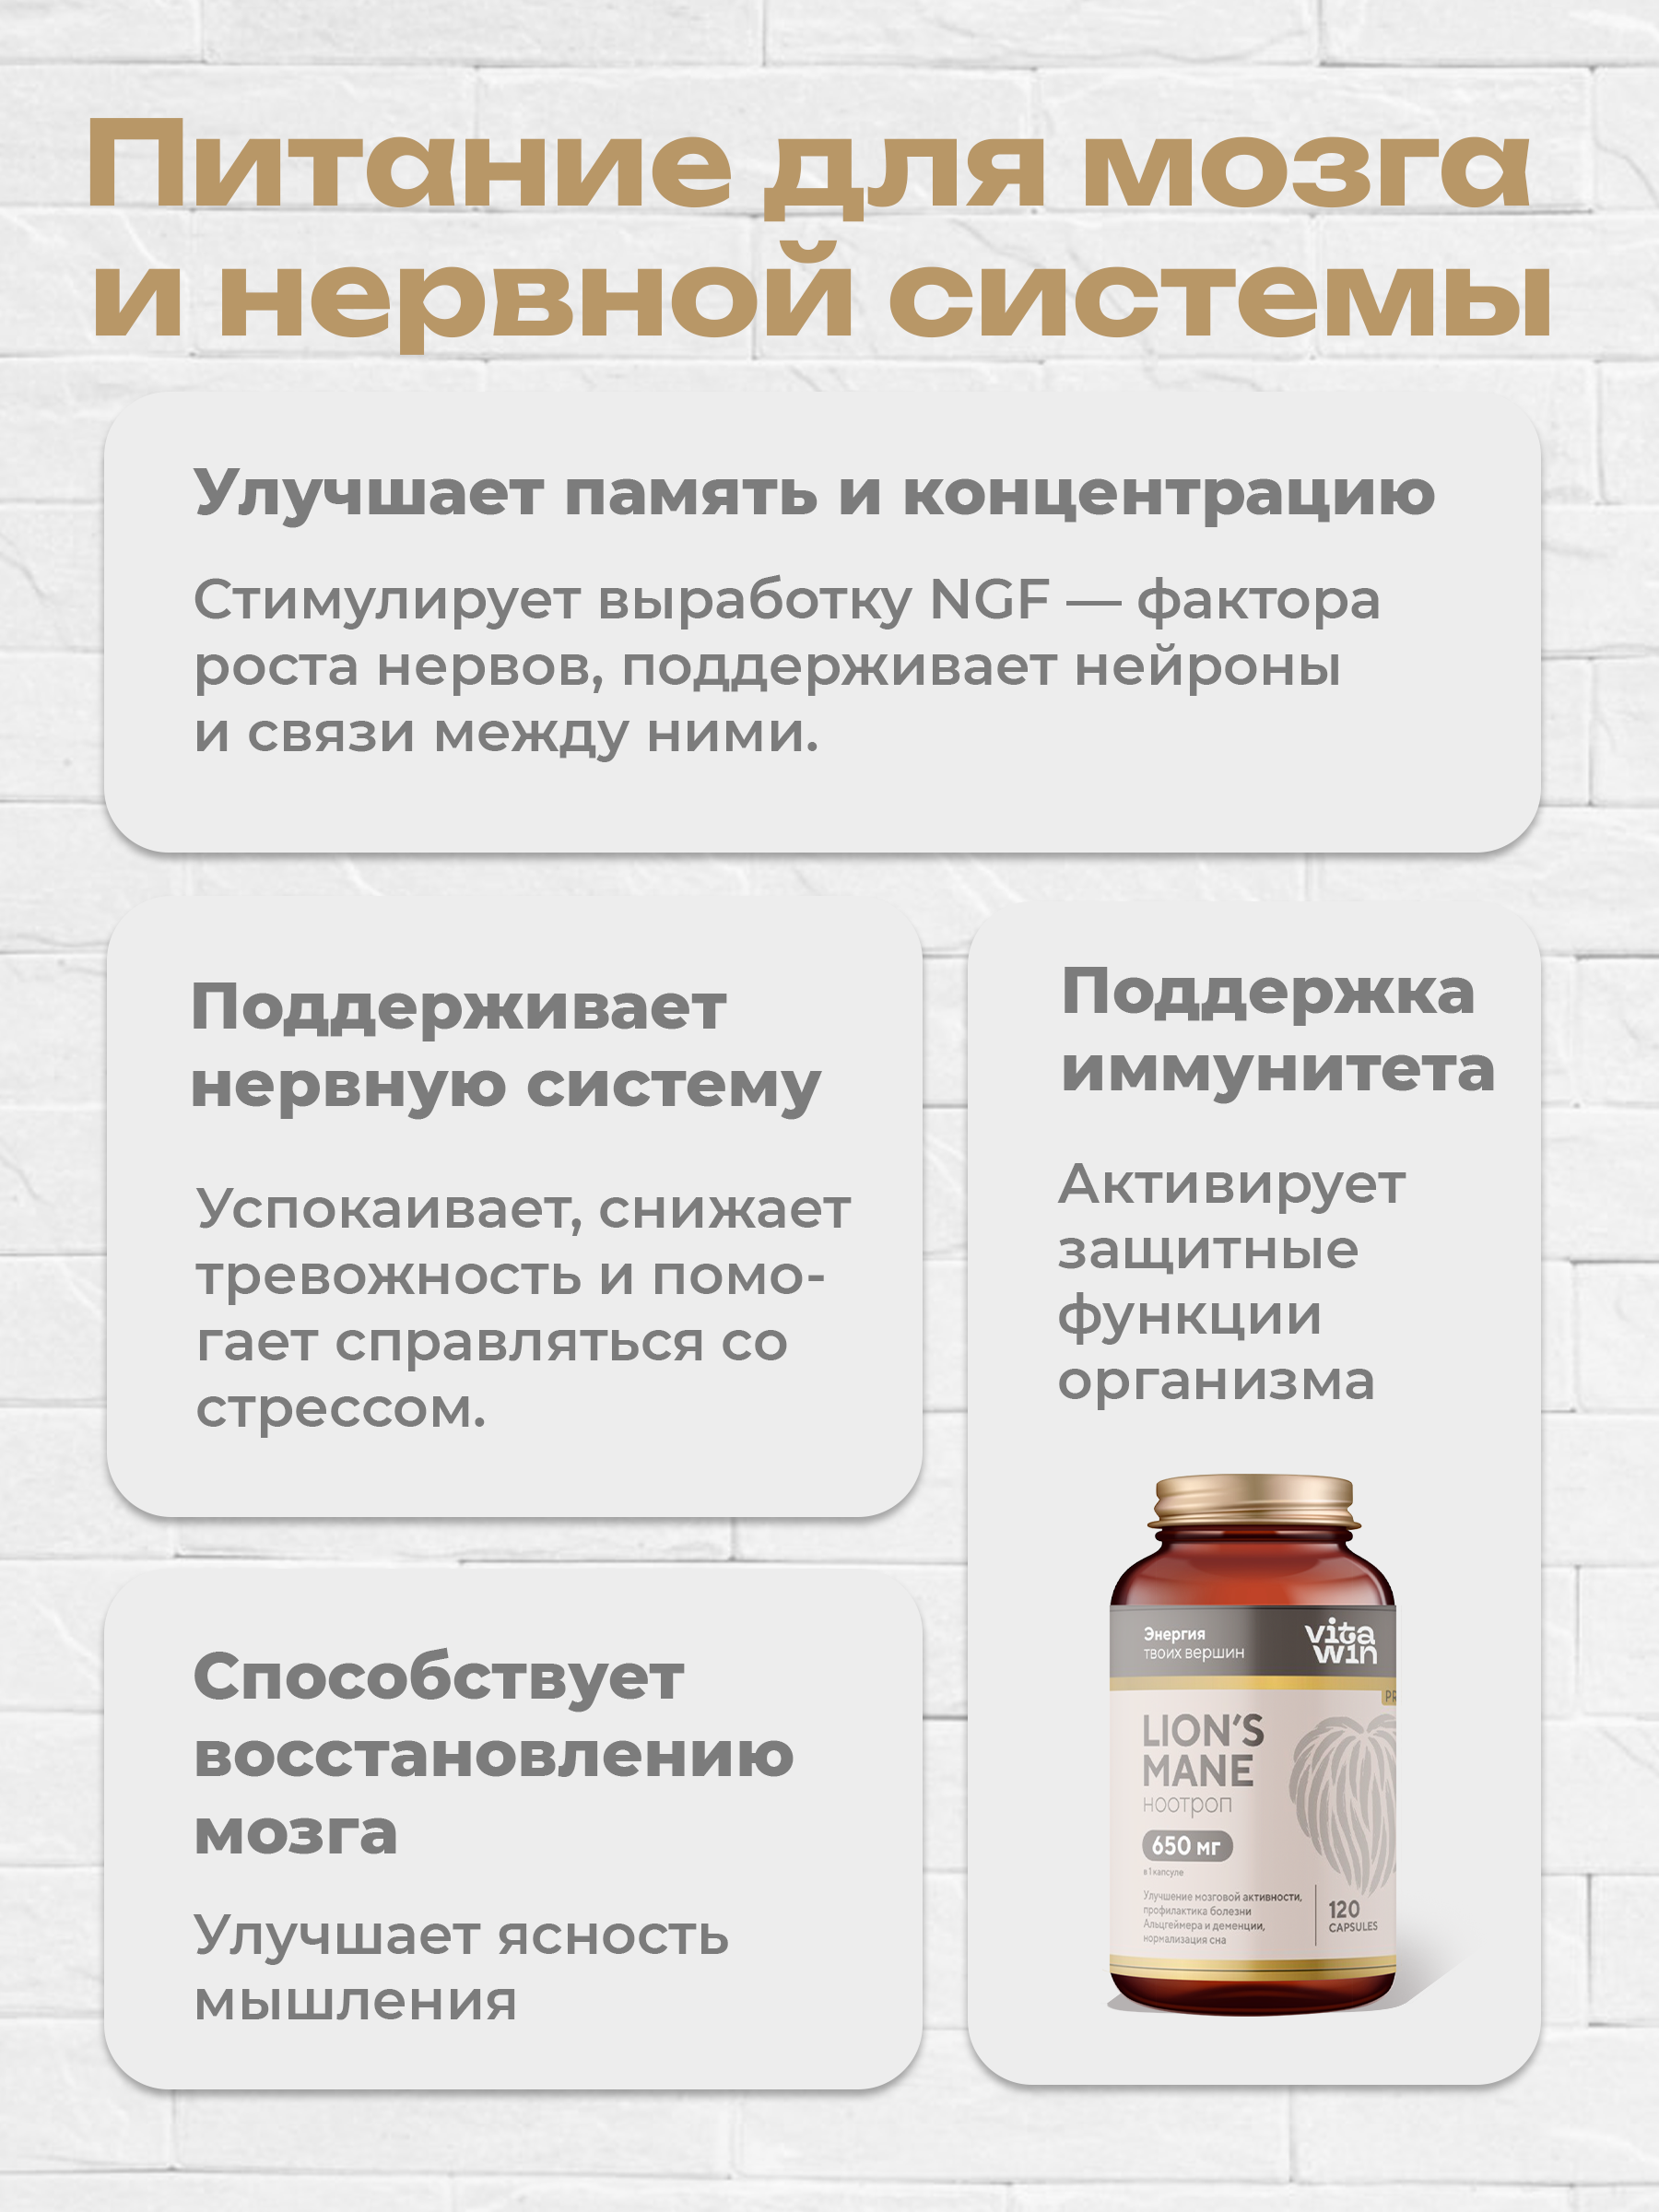 Питание для мозга
и нервной системы
Улучшает память и концентрацию
Стимулирует выработку NGF — фактора
роста нервов, поддерживает нейроны
и связи между ними.
Поддерживает
нервную систему
Успокаивает, снижает
тревожность и помо-
гает справляться со
стрессом.
Поддержка
иммунитета
Активирует
защитные
функции
организма
Способствует
восстановлению
мозга
Улучшает ясность
мышления
Энергия
твоих вершин
vita
win
PR
LION'S
MANE
ноотроп
650 мг
в 1 капсуле
Улучшение мозговой активности,
профилактика болезни
Альцгеймера и деменции,
нормализация сна
120
CAPSULES